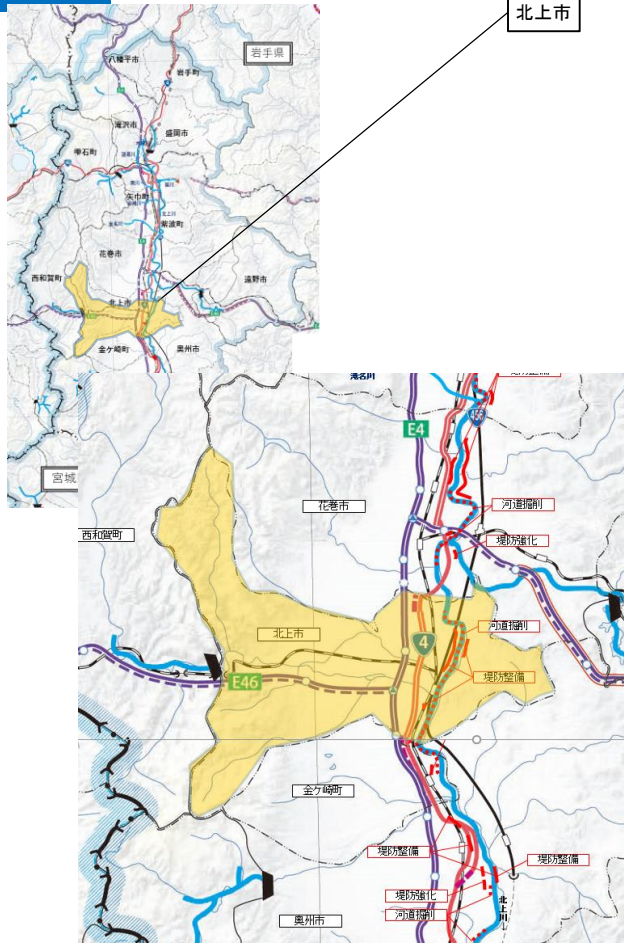 北上市
岩手県
八幡平市
岩手町
滝沢市
盛岡市
雫石町
矢巾町
北上川
紫波町
花巻市
西和賀町
遠野市
北上市
金ケ崎町
奥州市
宮城
E4
456
花巻市
河道掘削
西和賀町
堤防強化
河道掘削
北上市
4
堤防整備
E46
金ケ崎町
堤防整備
堤防整備
堤防強化
河道掘削
北上川
奥州市